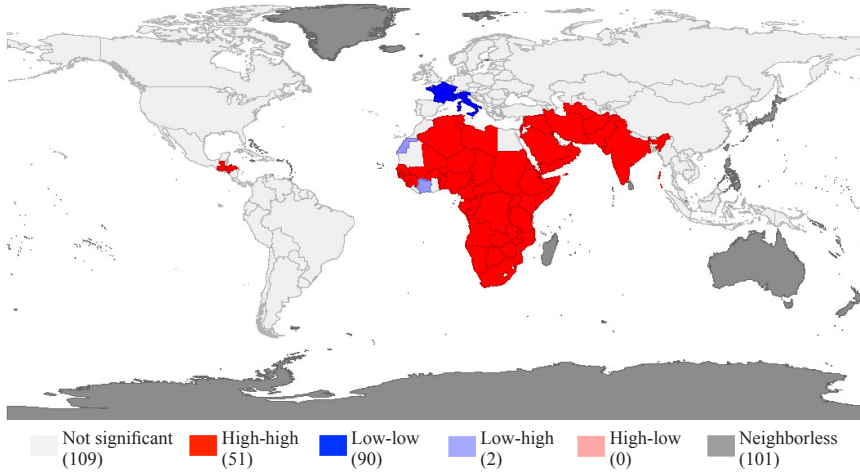 Not significant
(109)
High-high
(51)
Low-low
(90)
Low-high
(2)
High-low
(0)
Neighborless
(101)